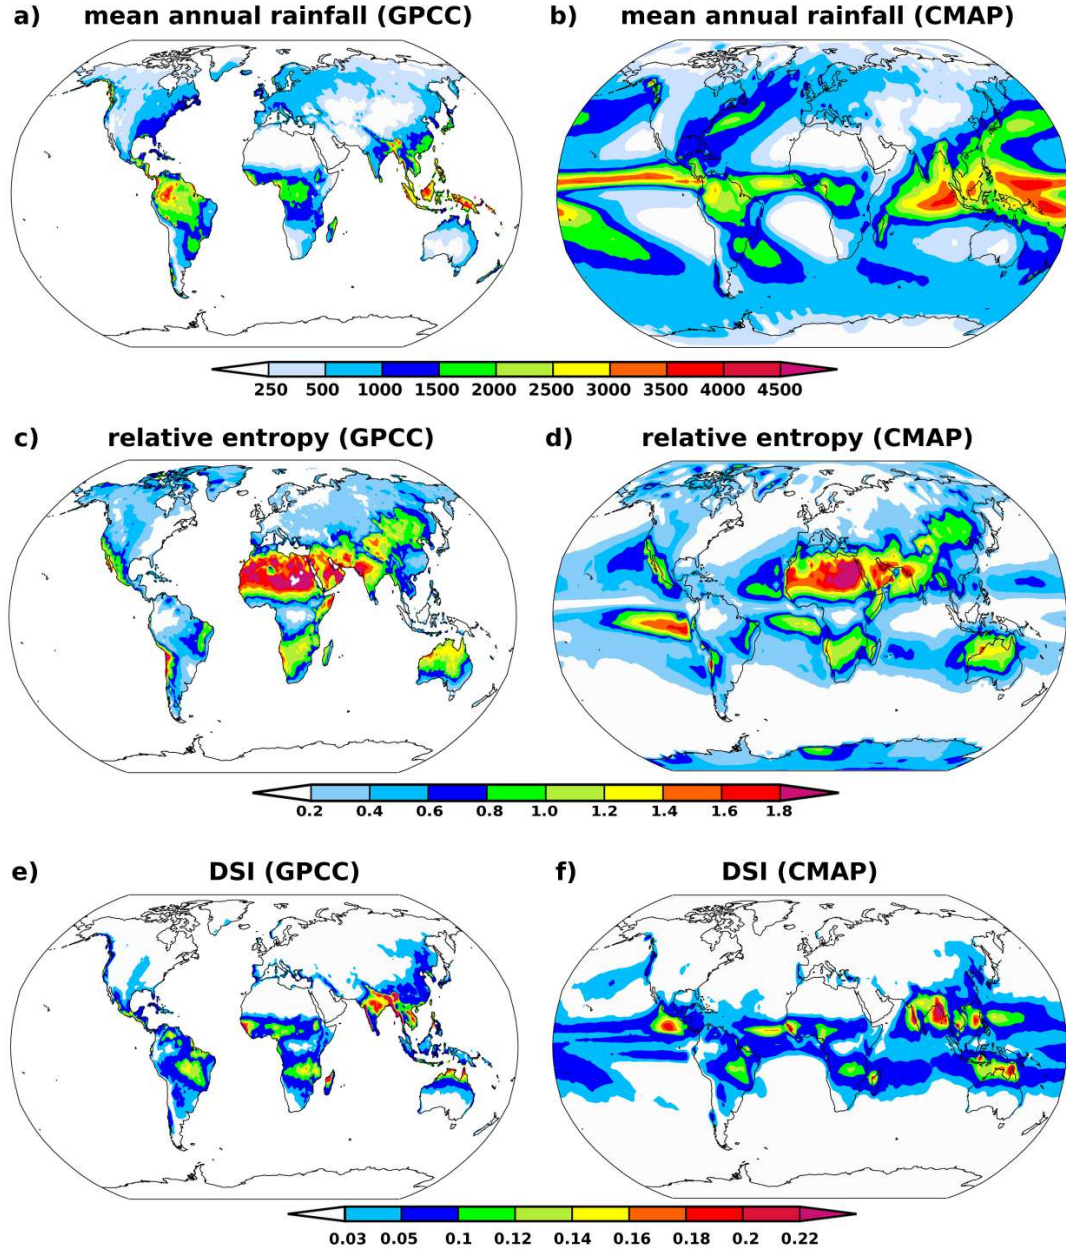 a) mean annual rainfall (GPCC)
b) mean annual rainfall (CMAP)
250 500 1000 1500 2000 2500 3000 3500 4000 4500
c) relative entropy (GPCC)
d) relative entropy (CMAP)
0.2 0.4 0.6 0.8 1.0 1.2 1.4 1.6 1.8
e) DSI (GPCC)
f) DSI (CMAP)
0.03 0.05 0.1 0.12 0.14 0.16 0.18 0.2 0.22